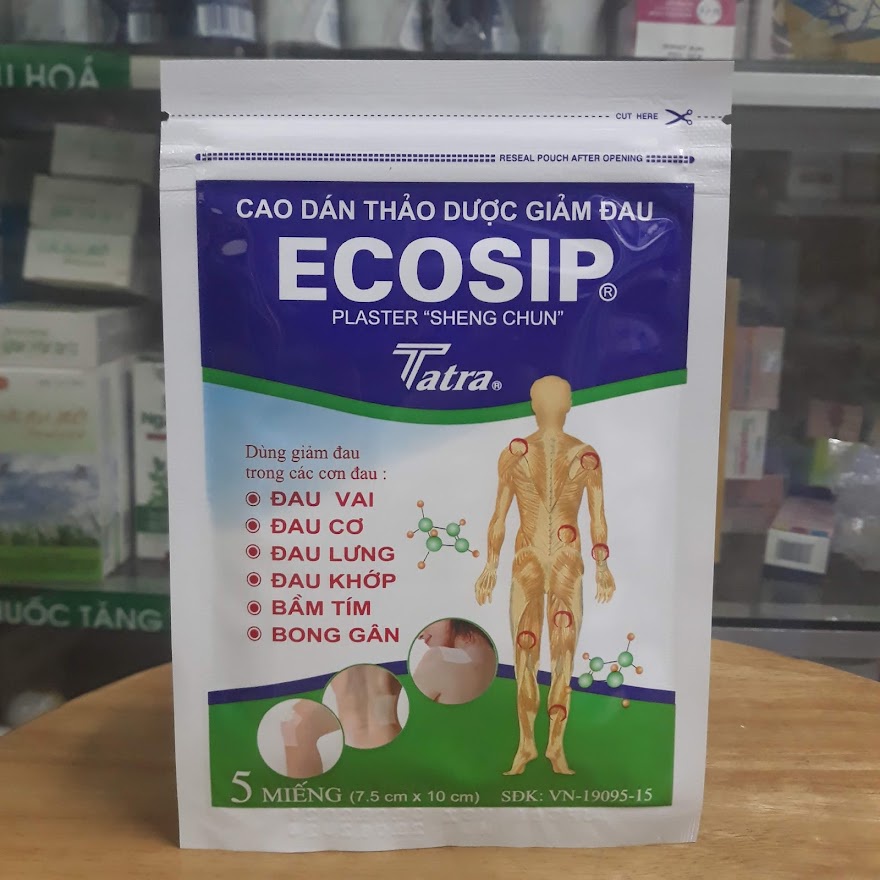 HOÁ
CUT HERE
RESEAL POUCH AFTER OPENING
CAO DÁN THẢO DƯỢC GIẢM ĐAU
ECOSIP®
PLASTER “SHENG CHUN”
Tatra®
Dùng giảm đau
trong các cơn đau :
ĐAU VAI
ĐAU CƠ
ĐAU LƯNG
ĐAU KHỚP
BẦM TÍM
BONG GÂN
TĂNG
5 MIẾNG (7.5 cm x 10 cm) SĐK: VN-19095-15